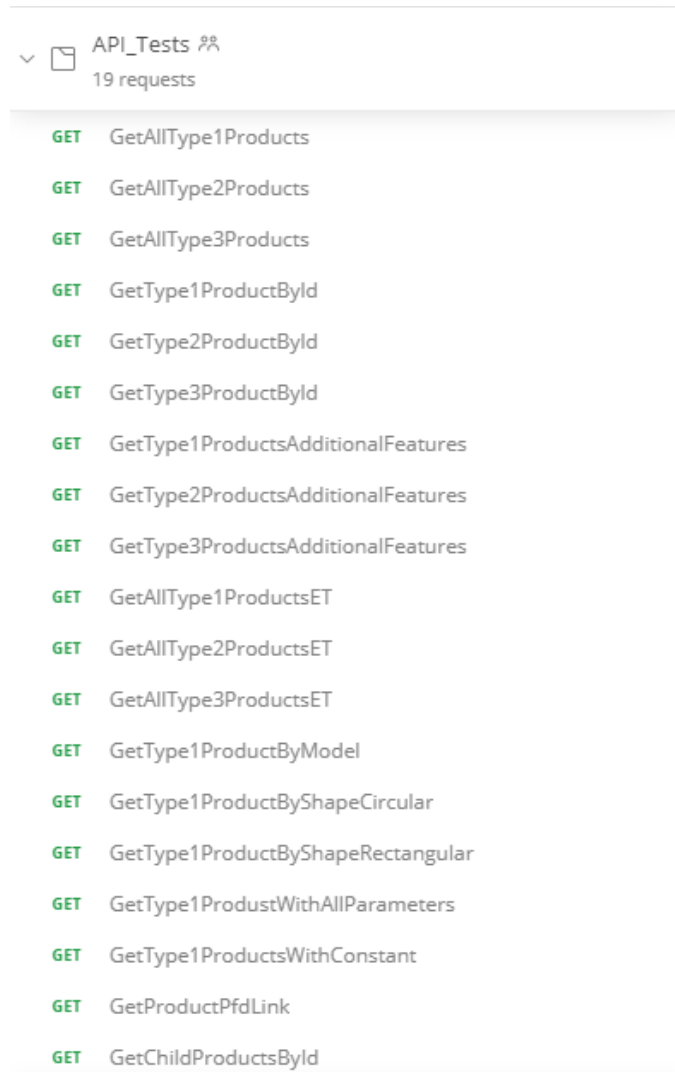 API_Tests
19 requests
GET GetAllType1Products
GET GetAllType2Products
GET GetAllType3Products
GET GetType1ProductById
GET GetType2ProductById
GET GetType3ProductById
GET GetType1ProductsAdditionalFeatures
GET GetType2ProductsAdditionalFeatures
GET GetType3ProductsAdditionalFeatures
GET GetAllType1ProductsET
GET GetAllType2ProductsET
GET GetAllType3ProductsET
GET GetType1ProductByModel
GET GetType1ProductByShapeCircular
GET GetType1ProductByShapeRectangular
GET GetType1ProdustWithAllParameters
GET GetType1ProductsWithConstant
GET GetProductPfdLink
GET GetChildProductsById